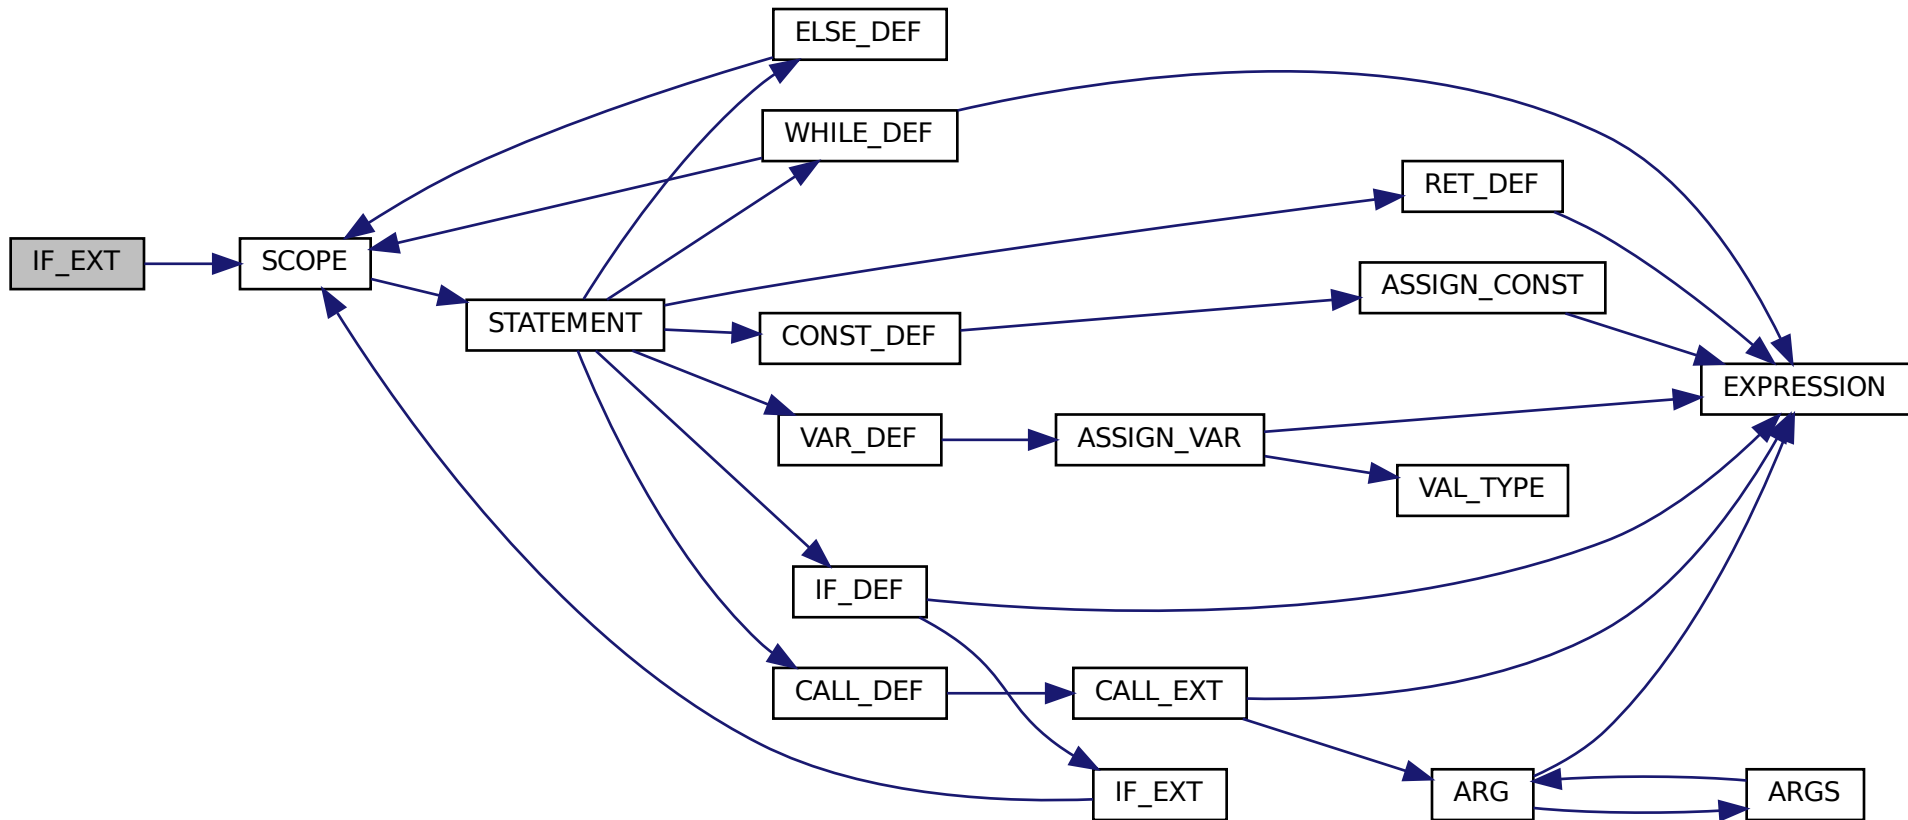 ELSE_DEF
WHILE_DEF
RET_DEF
IF_EXT
SCOPE
ASSIGN_CONST
STATEMENT
CONST_DEF
EXPRESSION
VAR_DEF
ASSIGN_VAR
VAL_TYPE
IF_DEF
CALL_DEF
CALL_EXT
IF_EXT
ARG
ARGS